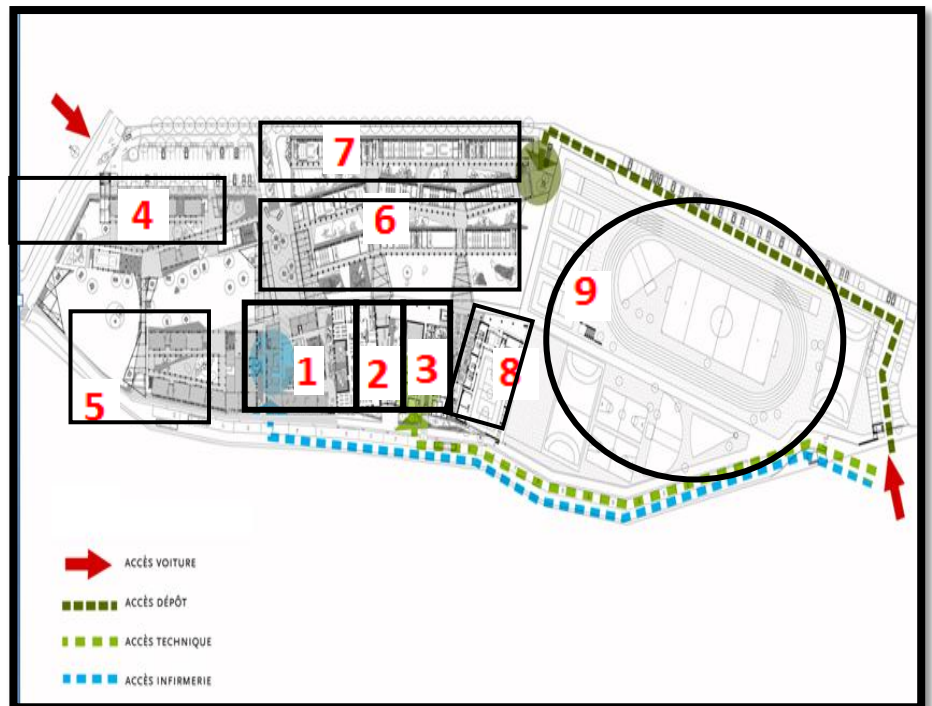 7
4
6
9
1
2
3
8
5
ACCÈS VOITURE
ACCÈS DÉPÔT
ACCÈS TECHNIQUE
ACCÈS INFIRMERIE